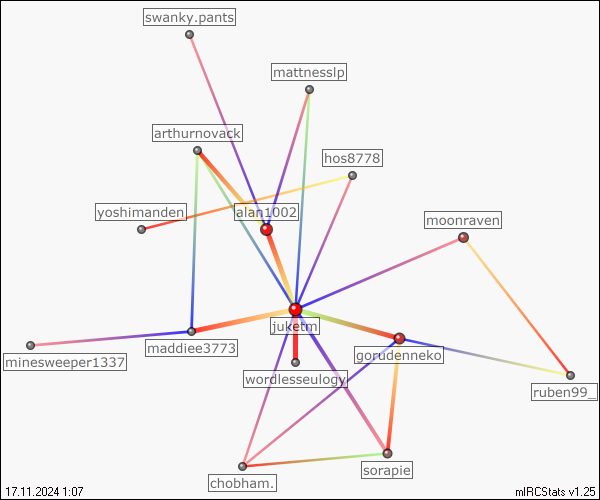 swanky.pants
mattnesslp
arthurnovack
hos8778
yoshimanden
alan1002
moonraven
juketm
maddiee3773
gorudenneko
minesweeper1337
wordlesseulogy
ruben99_
chobham.
sorapie
17.11.2024 1:07
mIRCStats v1.25